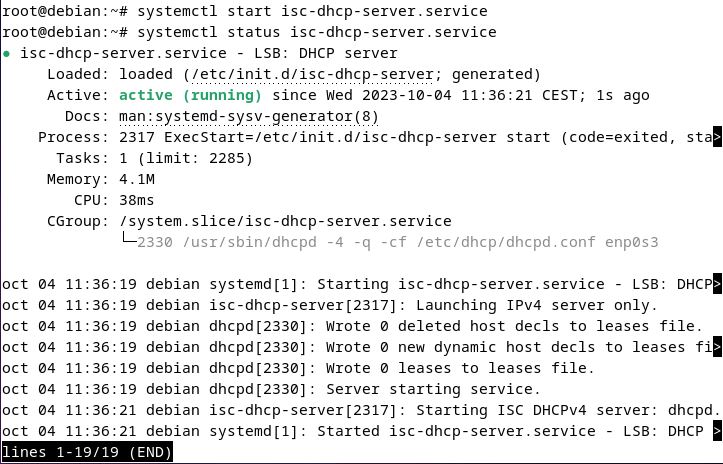 root@debian:~# systemctl start isc-dhcp-server.service
root@debian:~# systemctl status isc-dhcp-server.service
● isc-dhcp-server.service - LSB: DHCP server
     Loaded: loaded (/etc/init.d/isc-dhcp-server; generated)
     Active: active (running) since Wed 2023-10-04 11:36:21 CEST; 1s ago
       Docs: man:systemd-sysv-generator(8)
    Process: 2317 ExecStart=/etc/init.d/isc-dhcp-server start (code=exited, sta>
      Tasks: 1 (limit: 2285)
     Memory: 4.1M
        CPU: 38ms
     CGroup: /system.slice/isc-dhcp-server.service
             └─2330 /usr/sbin/dhcpd -4 -q -cf /etc/dhcp/dhcpd.conf enp0s3
oct 04 11:36:19 debian systemd[1]: Starting isc-dhcp-server.service - LSB: DHCP>
oct 04 11:36:19 debian isc-dhcp-server[2317]: Launching IPv4 server only.
oct 04 11:36:19 debian dhcpd[2330]: Wrote 0 deleted host decls to leases file.
oct 04 11:36:19 debian dhcpd[2330]: Wrote 0 new dynamic host decls to leases fi>
oct 04 11:36:19 debian dhcpd[2330]: Wrote 0 leases to leases file.
oct 04 11:36:19 debian dhcpd[2330]: Server starting service.
oct 04 11:36:21 debian isc-dhcp-server[2317]: Starting ISC DHCPv4 server: dhcpd.
oct 04 11:36:21 debian systemd[1]: Started isc-dhcp-server.service - LSB: DHCP >
lines 1-19/19 (END)